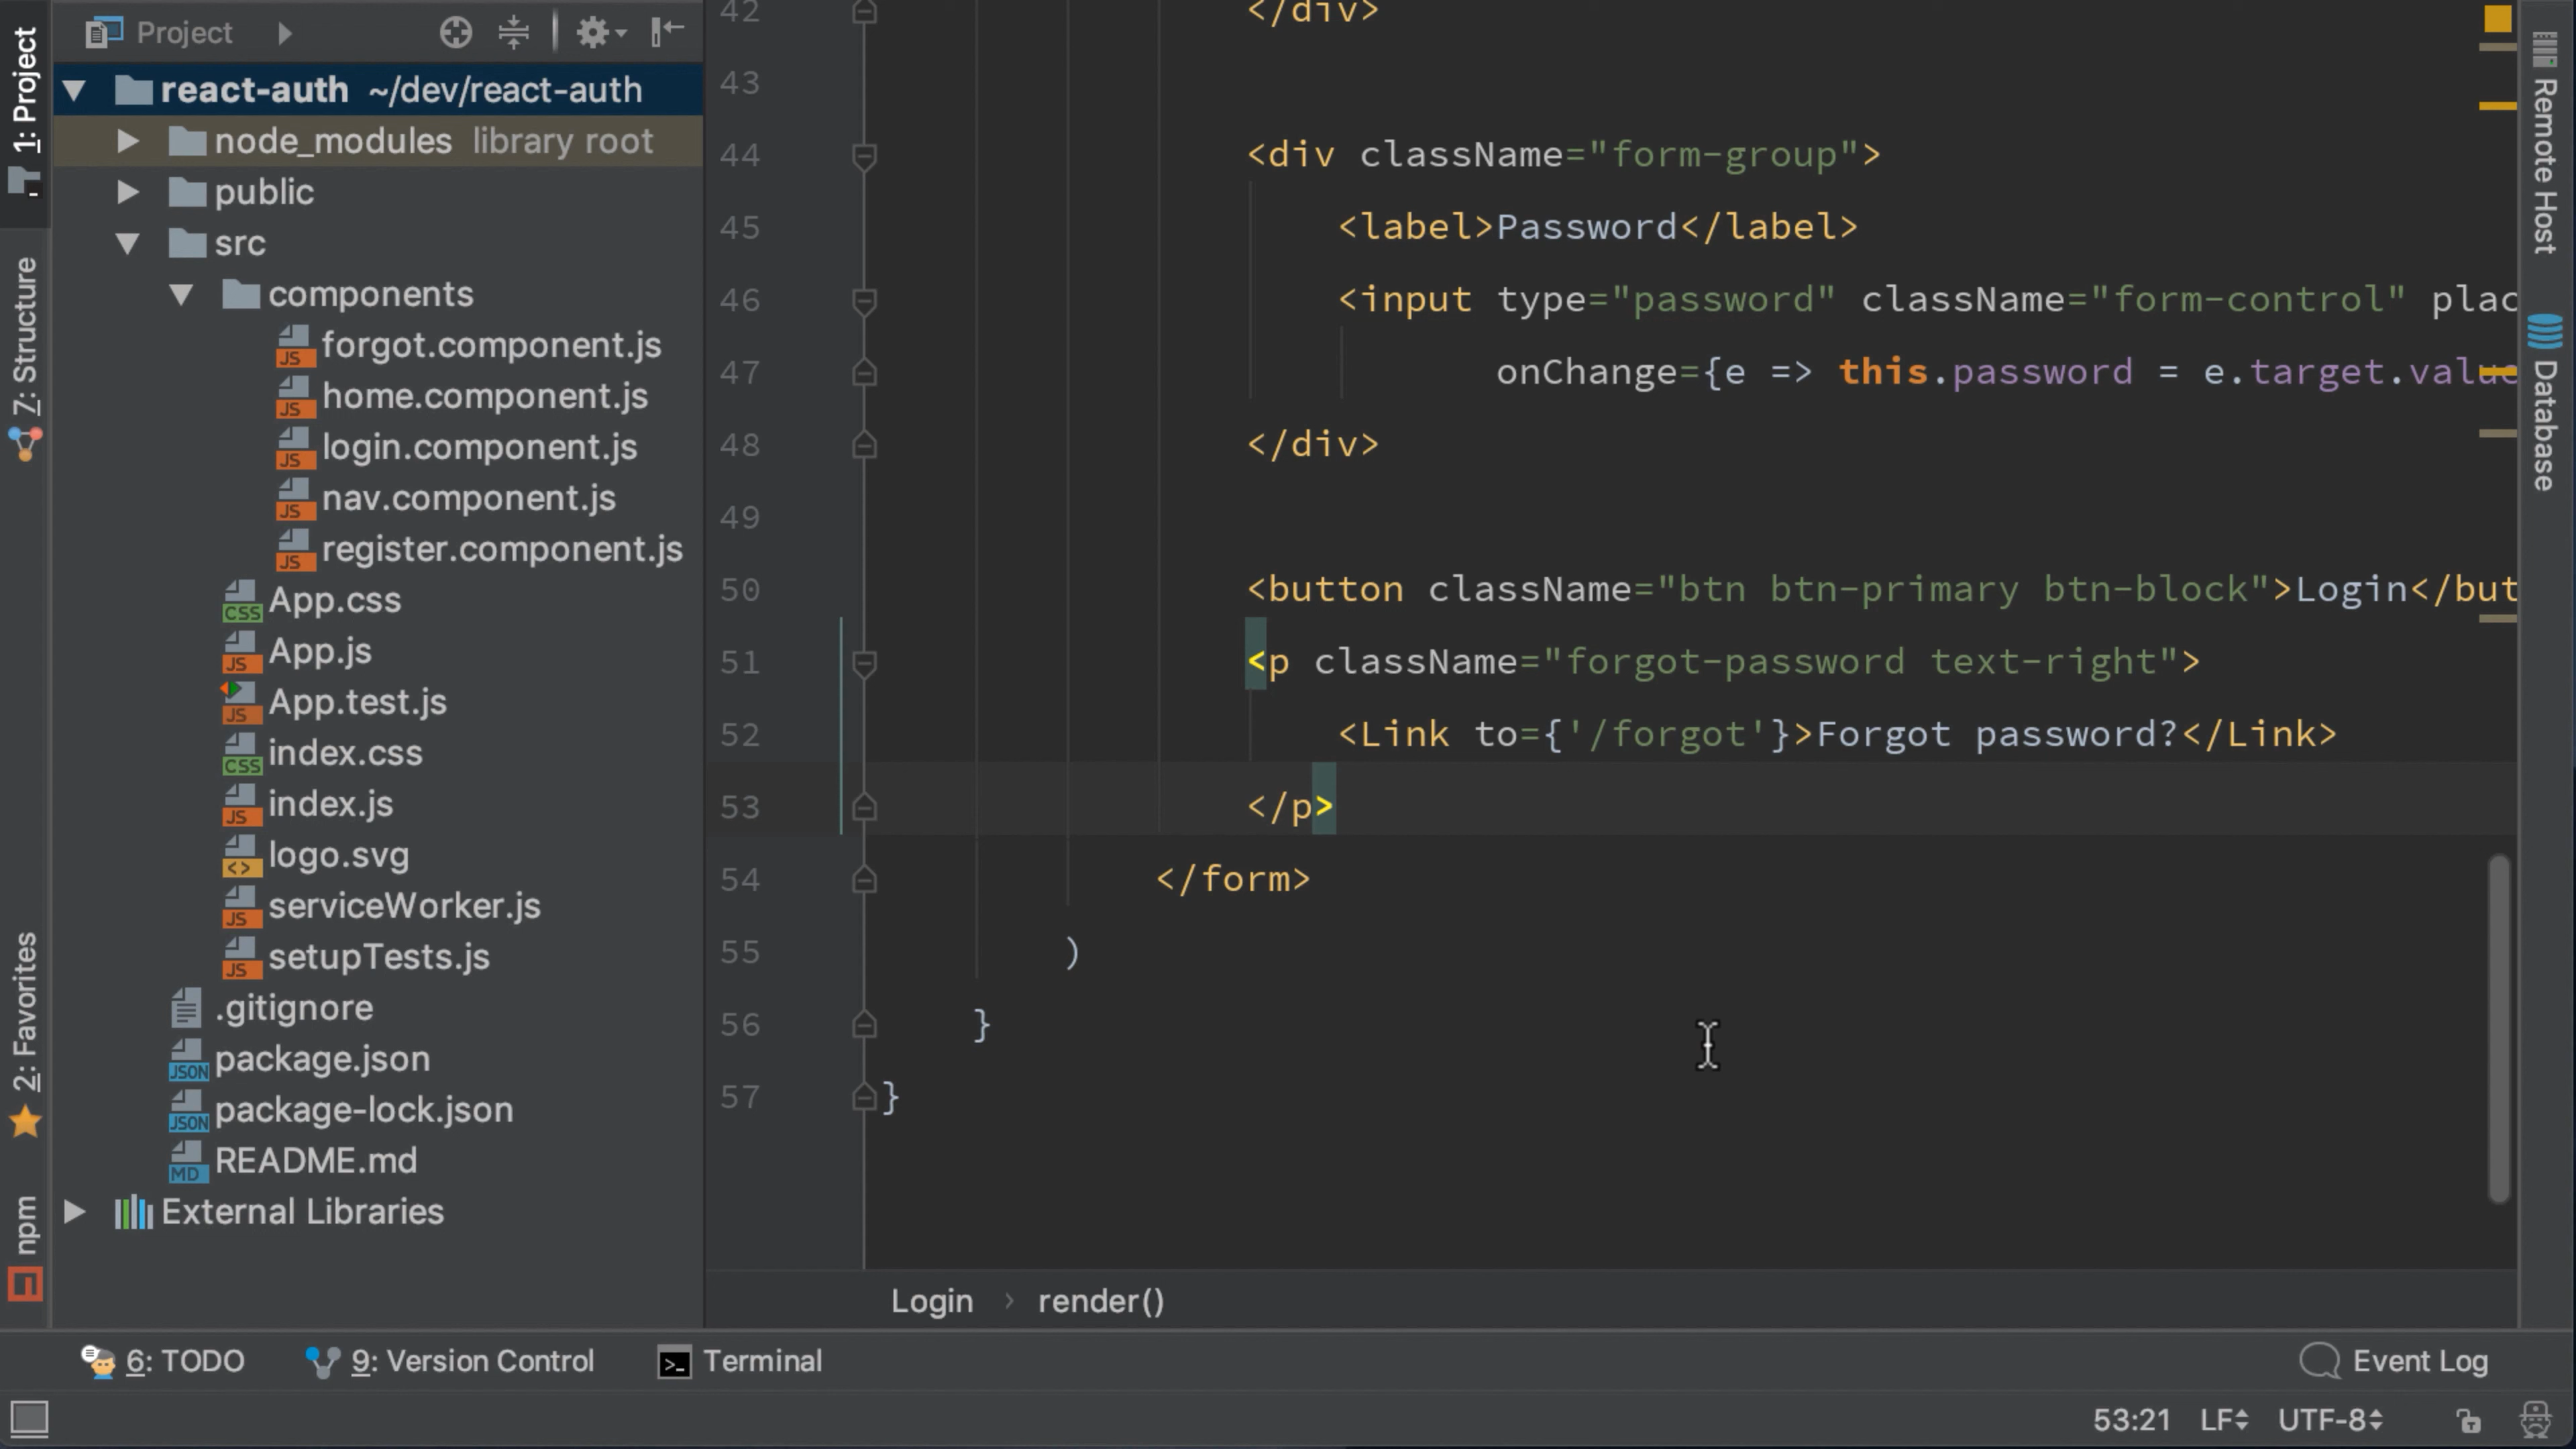 1: Project
7: Structure
2: Favorites
npm
Project
react-auth ~/dev/react-auth
node_modules library root
public
src
components
forgot.component.js
home.component.js
login.component.js
nav.component.js
register.component.js
App.css
App.js
App.test.js
index.css
index.js
logo.svg
serviceWorker.js
setupTests.js
.gitignore
package.json
package-lock.json
README.md
External Libraries
42 </div>
43
44 <div className="form-group">
45 <label>Password</label>
46 <input type="password" className="form-control" plac
47 onChange={e => this.password = e.target.value
48 </div>
49
50 <button className="btn btn-primary btn-block">Login</but
51 <p className="forgot-password text-right">
52 <Link to={'/forgot'}>Forgot password?</Link>
53 </p>
54 </form>
55 )
56 }
57 }
Login › render()
Remote Host
Database
6: TODO
9: Version Control
Terminal
Event Log
53:21 LF UTF-8